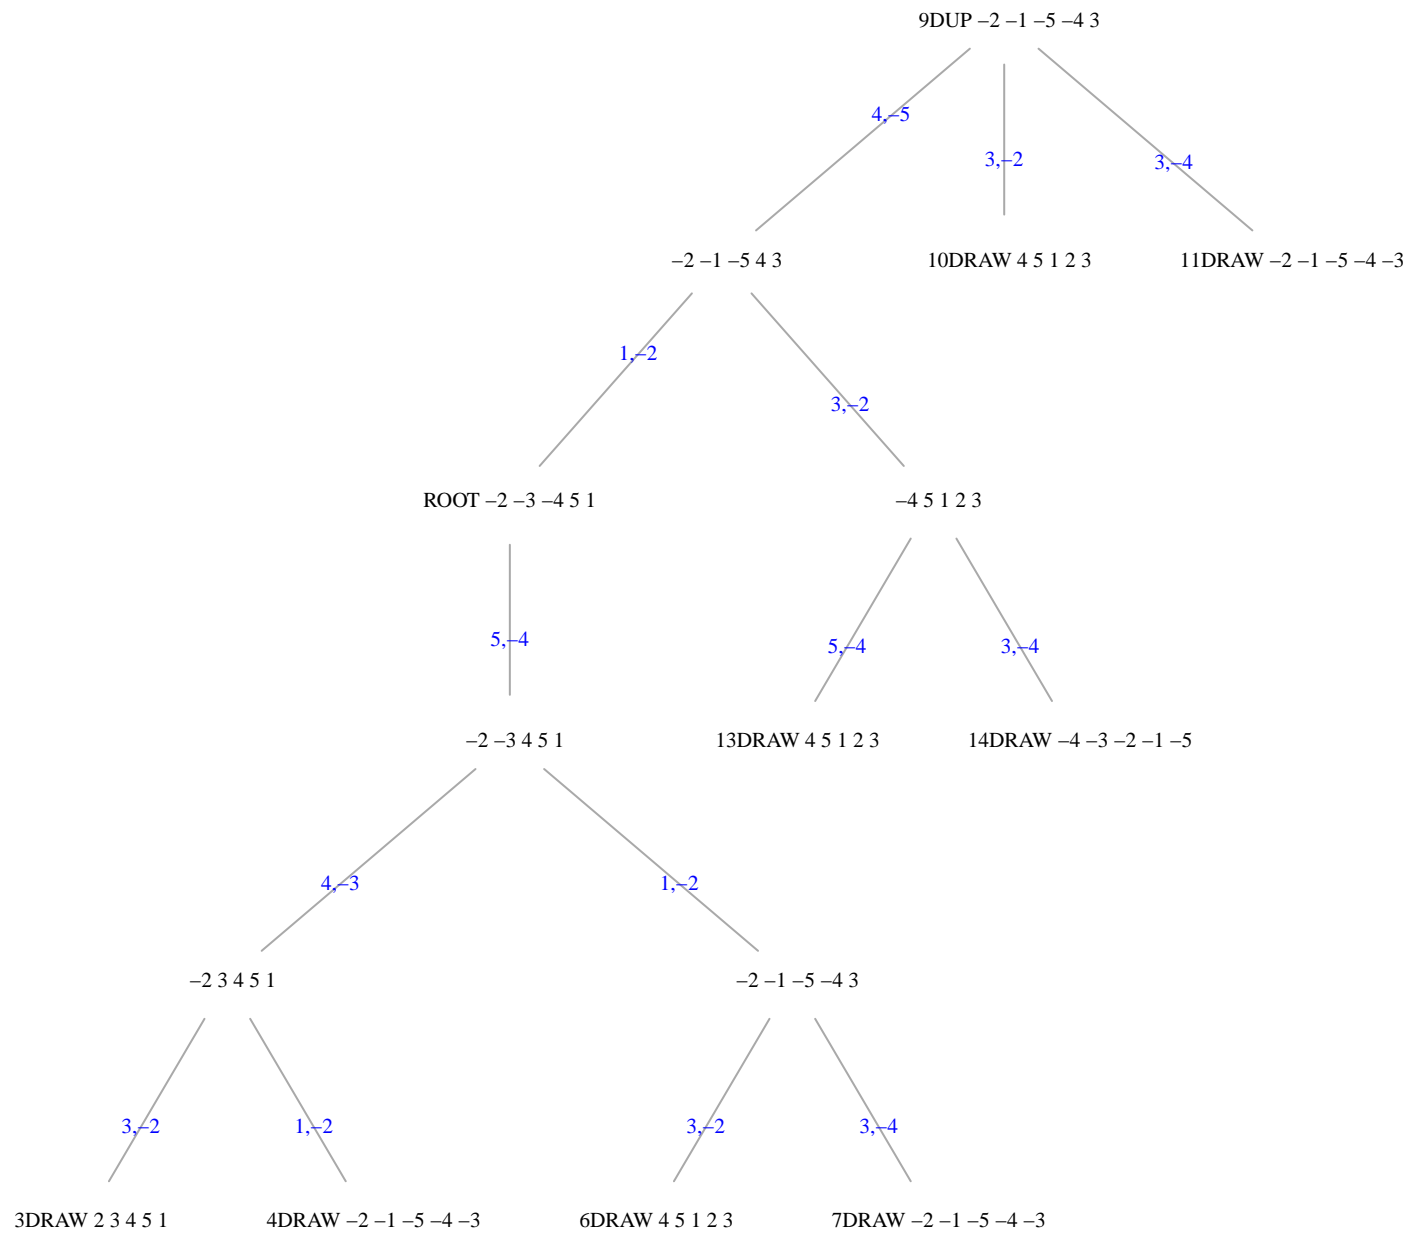 9DUP –2 –1 –5 –4 3
4,–5
3,–2
3,–4
–2 –1 –5 4 3
10DRAW 4 5 1 2 3
11DRAW –2 –1 –5 –4 –3
1,–2
3,–2
ROOT –2 –3 –4 5 1
–4 5 1 2 3
5,–4
5,–4
3,–4
–2 –3 4 5 1
13DRAW 4 5 1 2 3
14DRAW –4 –3 –2 –1 –5
4,–3
1,–2
–2 3 4 5 1
–2 –1 –5 –4 3
3,–2
1,–2
3,–2
3,–4
3DRAW 2 3 4 5 1
4DRAW –2 –1 –5 –4 –3
6DRAW 4 5 1 2 3
7DRAW –2 –1 –5 –4 –3